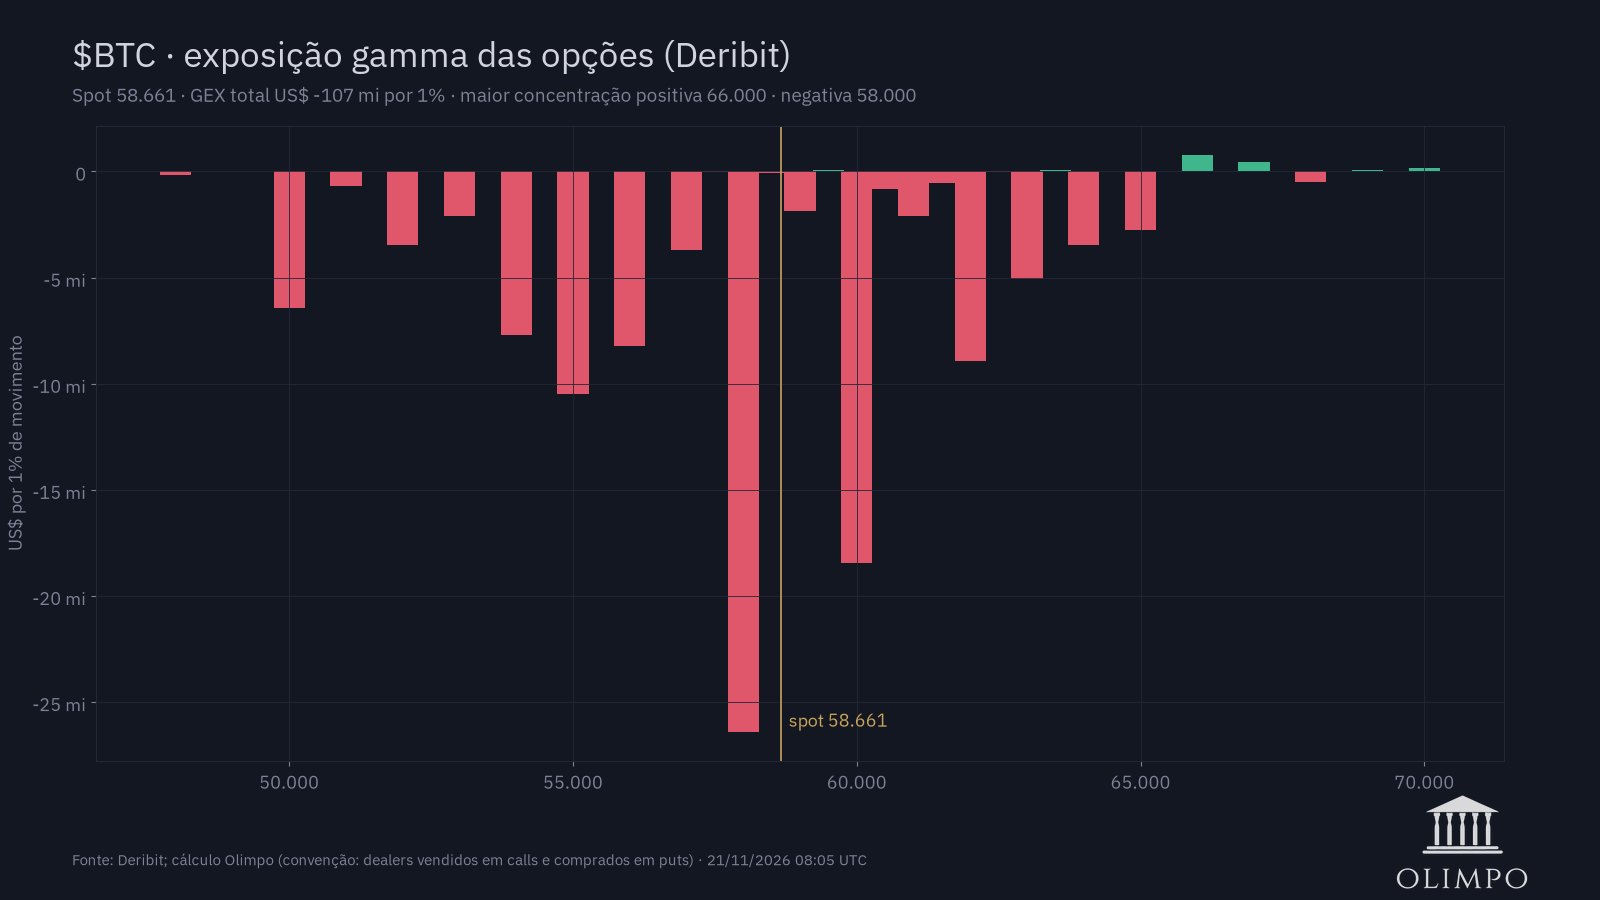 $BTC · exposição gamma das opções (Deribit)
Spot 58.661 · GEX total US$ -107 mi por 1% · maior concentração positiva 66.000 · negativa 58.000
US$ por 1% de movimento
0
-5 mi
-10 mi
-15 mi
-20 mi
-25 mi
spot 58.661
50.000
55.000
60.000
65.000
70.000
Fonte: Deribit; cálculo Olimpo (convenção: dealers vendidos em calls e comprados em puts) · 21/11/2026 08:05 UTC
OLIMPO